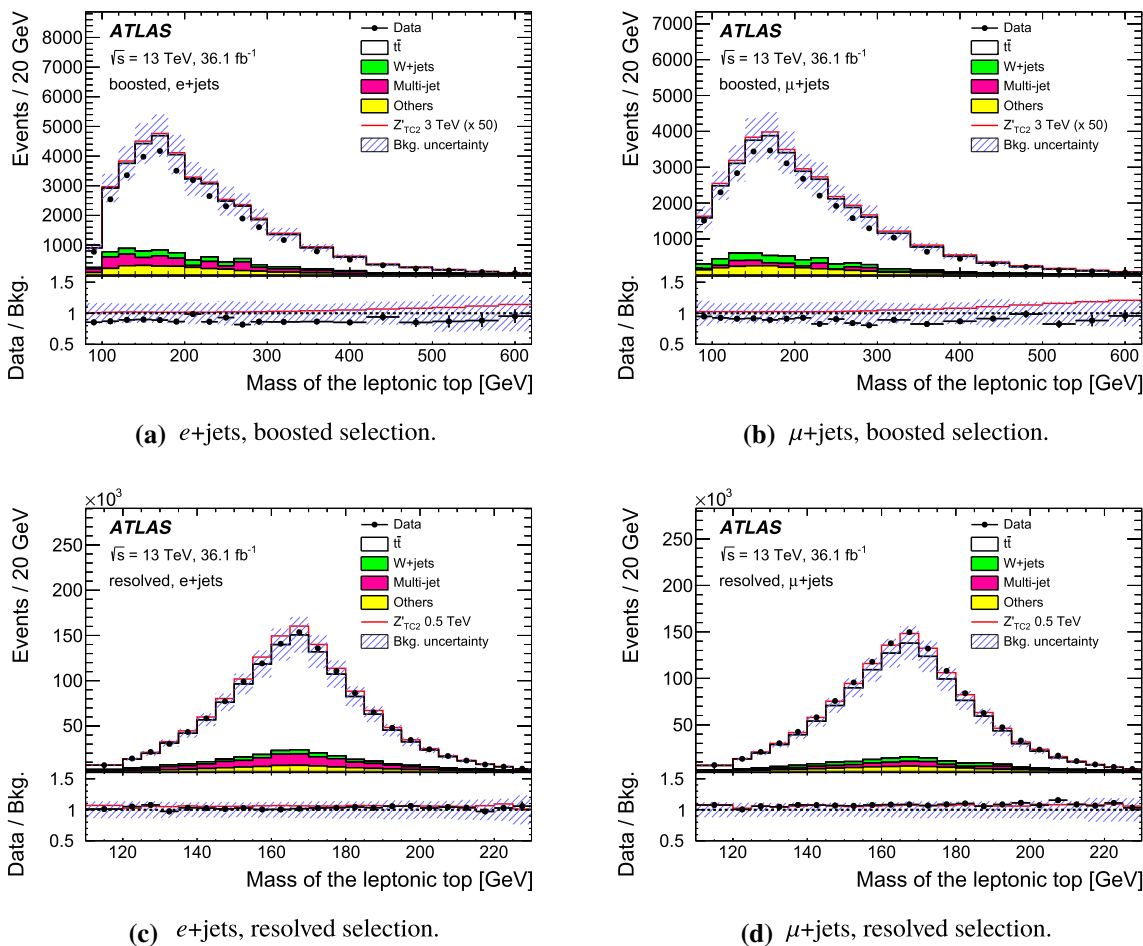 ATLAS
√s = 13 TeV, 36.1 fb⁻¹
boosted, e+jets
Data
tt̄
W+jets
Multi-jet
Others
Z'TC2 3 TeV (x 50)
Bkg. uncertainty
Events / 20 GeV
8000
7000
6000
5000
4000
3000
2000
1000
Data / Bkg.
1.5
1
0.5
100 200 300 400 500 600
Mass of the leptonic top [GeV]
(a) e+jets, boosted selection.
ATLAS
√s = 13 TeV, 36.1 fb⁻¹
boosted, μ+jets
Data
tt̄
W+jets
Multi-jet
Others
Z'TC2 3 TeV (x 50)
Bkg. uncertainty
Events / 20 GeV
7000
6000
5000
4000
3000
2000
1000
Data / Bkg.
1.5
1
0.5
100 200 300 400 500 600
Mass of the leptonic top [GeV]
(b) μ+jets, boosted selection.
×10³
ATLAS
√s = 13 TeV, 36.1 fb⁻¹
resolved, e+jets
Data
tt̄
W+jets
Multi-jet
Others
Z'TC2 0.5 TeV
Bkg. uncertainty
Events / 20 GeV
250
200
150
100
50
Data / Bkg.
1.5
1
0.5
120 140 160 180 200 220
Mass of the leptonic top [GeV]
(c) e+jets, resolved selection.
×10³
ATLAS
√s = 13 TeV, 36.1 fb⁻¹
resolved, μ+jets
Data
tt̄
W+jets
Multi-jet
Others
Z'TC2 0.5 TeV
Bkg. uncertainty
Events / 20 GeV
250
200
150
100
50
Data / Bkg.
1.5
1
0.5
120 140 160 180 200 220
Mass of the leptonic top [GeV]
(d) μ+jets, resolved selection.